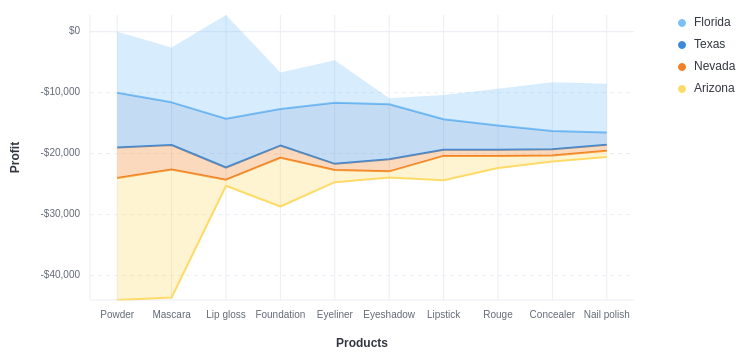 $0
-$10,000
-$20,000
-$30,000
-$40,000
Profit
Powder
Mascara
Lip gloss
Foundation
Eyeliner
Eyeshadow
Lipstick
Rouge
Concealer
Nail polish
Products
Florida
Texas
Nevada
Arizona